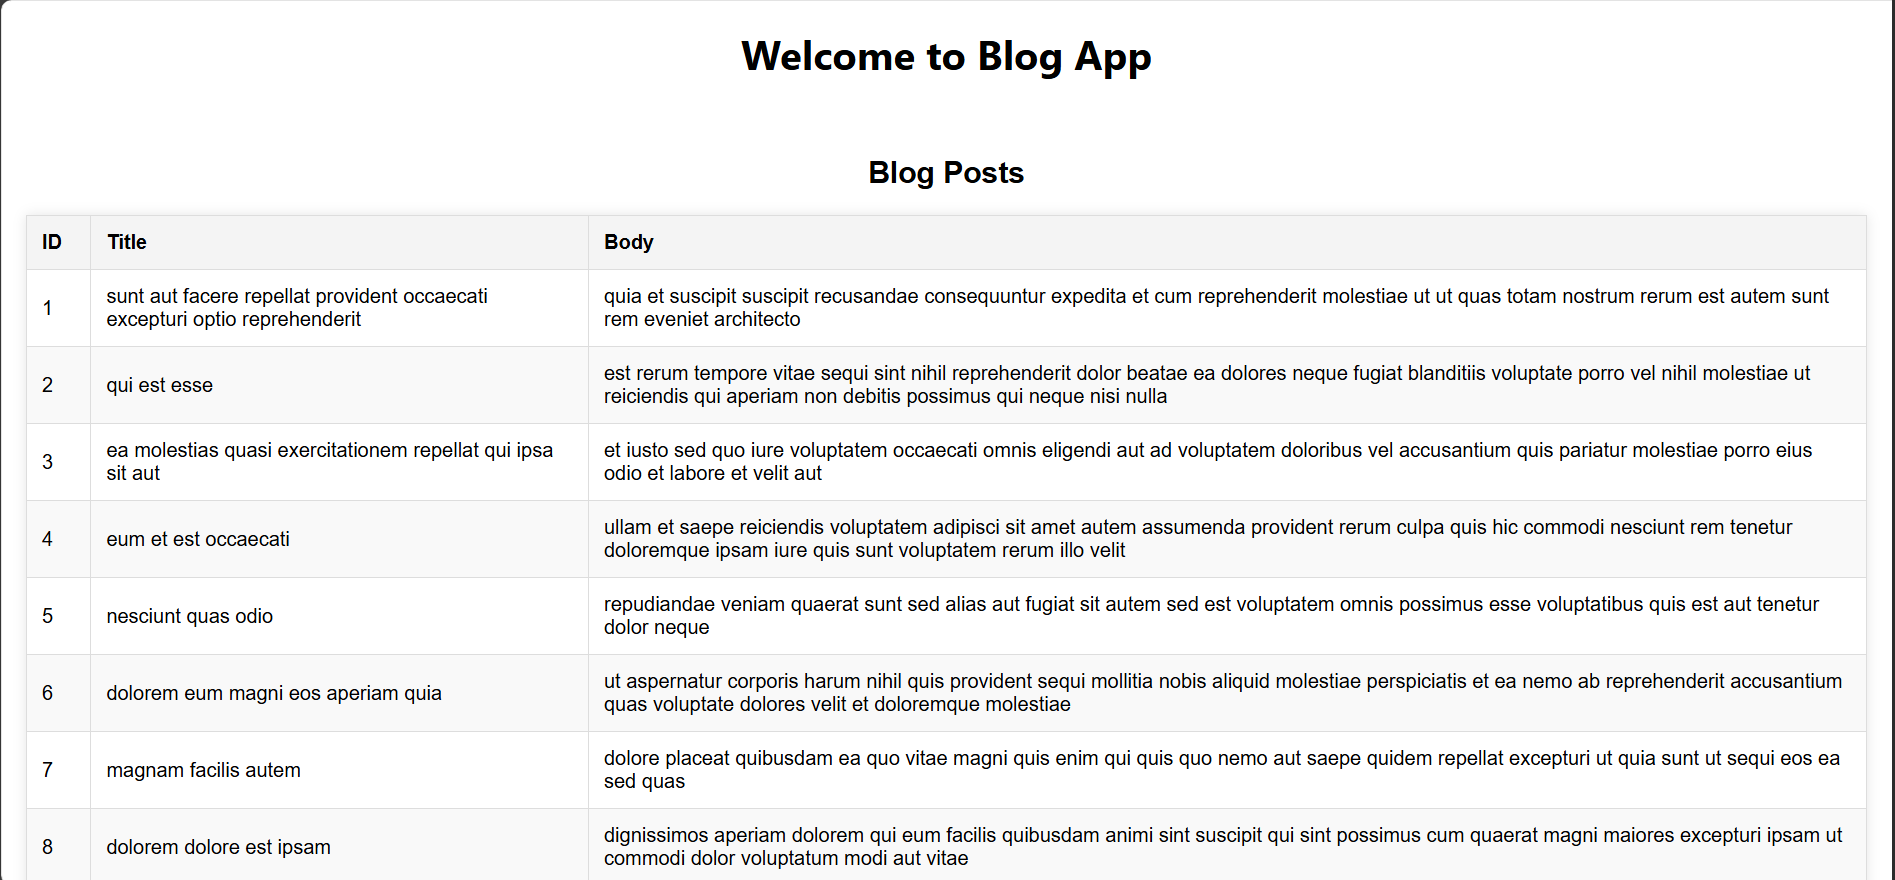 Welcome to Blog App
Blog Posts
ID Title Body
1 sunt aut facere repellat provident occaecati excepturi optio reprehenderit quia et suscipit suscipit recusandae consequuntur expedita et cum reprehenderit molestiae ut ut quas totam nostrum rerum est autem sunt rem eveniet architecto
2 qui est esse est rerum tempore vitae sequi sint nihil reprehenderit dolor beatae ea dolores neque fugiat blanditiis voluptate porro vel nihil molestiae ut reiciendis qui aperiam non debitis possimus qui neque nisi nulla
3 ea molestias quasi exercitationem repellat qui ipsa sit aut et iusto sed quo iure voluptatem occaecati omnis eligendi aut ad voluptatem doloribus vel accusantium quis pariatur molestiae porro eius odio et labore et velit aut
4 eum et est occaecati ullam et saepe reiciendis voluptatem adipisci sit amet autem assumenda provident rerum culpa quis hic commodi nesciunt rem tenetur doloremque ipsam iure quis sunt voluptatem rerum illo velit
5 nesciunt quas odio repudiandae veniam quaerat sunt sed alias aut fugiat sit autem sed est voluptatem omnis possimus esse voluptatibus quis est aut tenetur dolor neque
6 dolorem eum magni eos aperiam quia ut aspernatur corporis harum nihil quis provident sequi mollitia nobis aliquid molestiae perspiciatis et ea nemo ab reprehenderit accusantium quas voluptate dolores velit et doloremque molestiae
7 magnam facilis autem dolore placeat quibusdam ea quo vitae magni quis enim qui quis quo nemo aut saepe quidem repellat excepturi ut quia sunt ut sequi eos ea sed quas
8 dolorem dolore est ipsam dignissimos aperiam dolorem qui eum facilis quibusdam animi sint suscipit qui sint possimus cum quaerat magni maiores excepturi ipsam ut commodi dolor voluptatum modi aut vitae